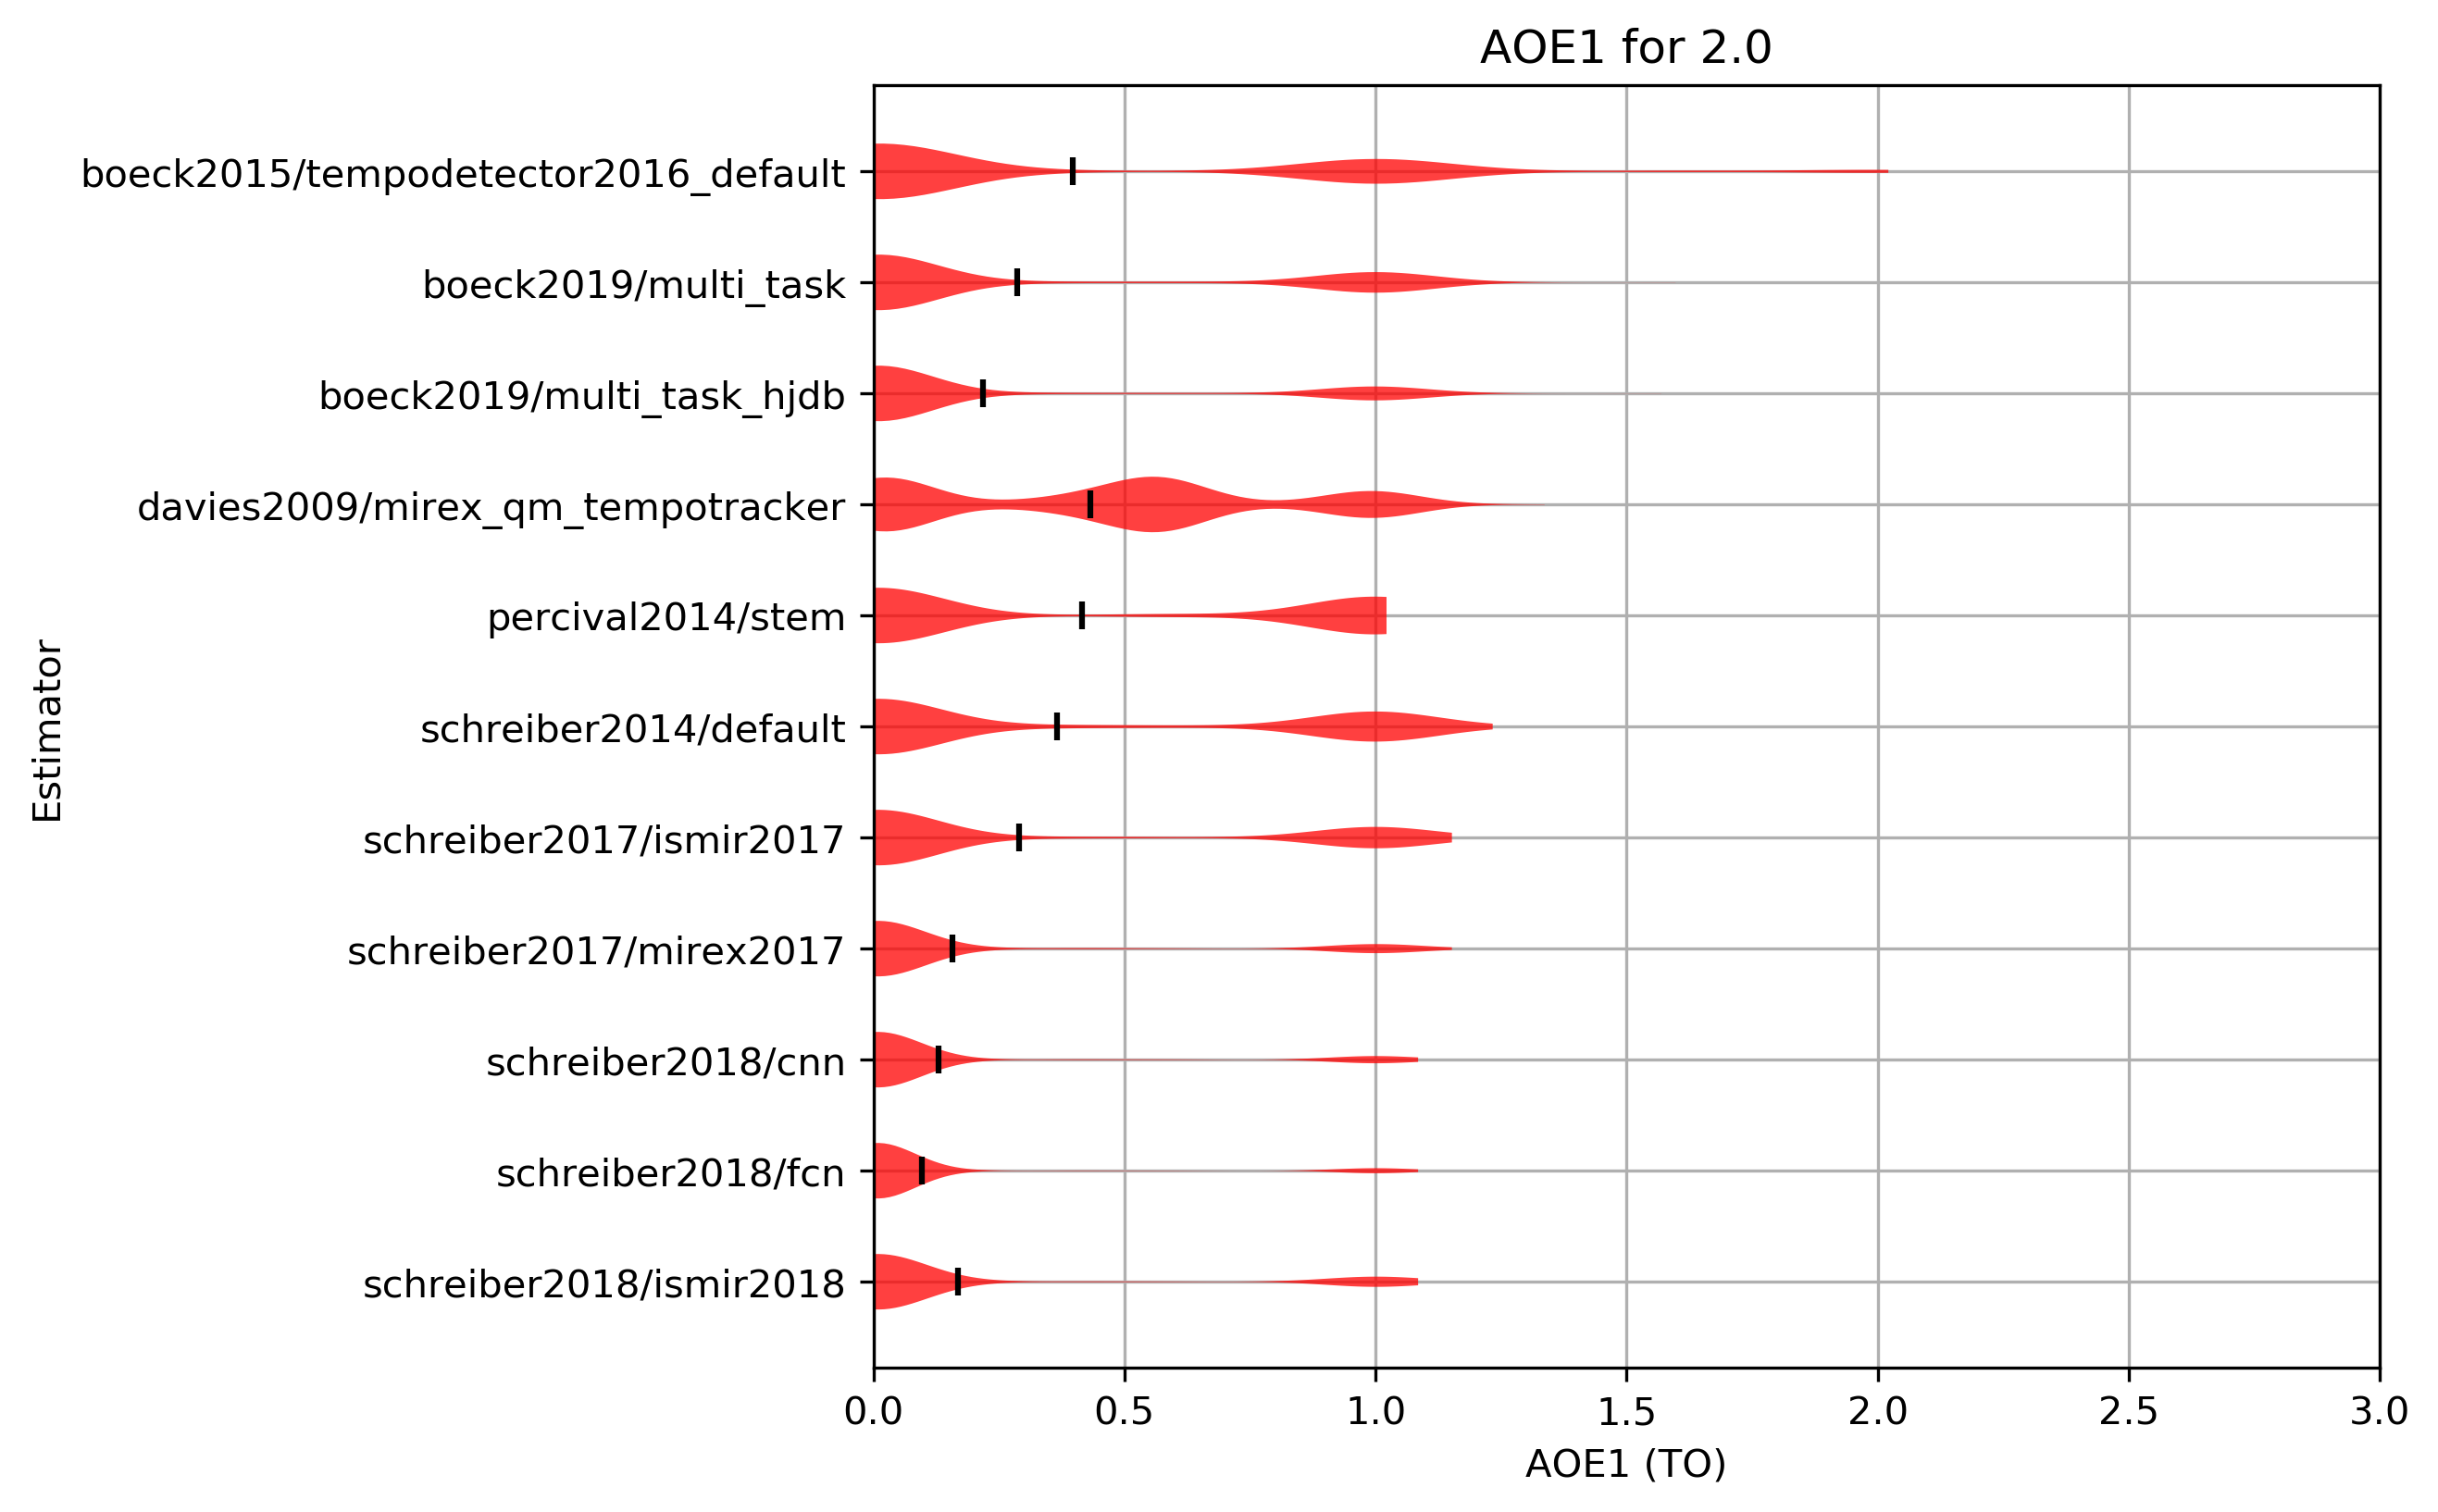 AOE1 for 2.0
boeck2015/tempodetector2016_default
boeck2019/multi_task
boeck2019/multi_task_hjdb
davies2009/mirex_qm_tempotracker
percival2014/stem
schreiber2014/default
schreiber2017/ismir2017
schreiber2017/mirex2017
schreiber2018/cnn
schreiber2018/fcn
schreiber2018/ismir2018
Estimator
0.0 0.5 1.0 1.5 2.0 2.5 3.0
AOE1 (TO)